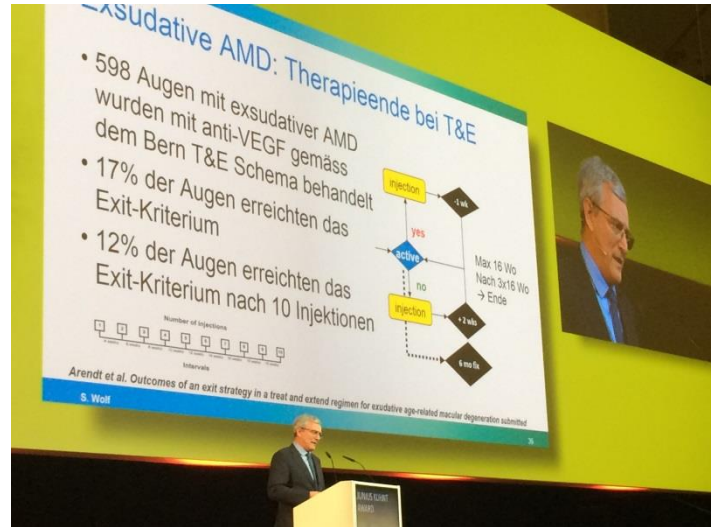 Exsudative AMD: Therapieende bei T&E
• 598 Augen mit exsudativer AMD
wurden mit anti-VEGF gemäss
dem Bern T&E Schema behandelt
• 17% der Augen erreichten das
Exit-Kriterium
• 12% der Augen erreichten das
Exit-Kriterium nach 10 Injektionen
injection
-1 wk
yes
active
no
injection
+ 2 wks
6 mo fix
Max 16 Wo
Nach 3x16 Wo
→ Ende
Number of Injections
Intervals
Arendt et al. Outcomes of an exit strategy in a treat and extend regimen for exudative age-related macular degeneration submitted
S. Wolf
JUNIUS KUHNT
AWARD